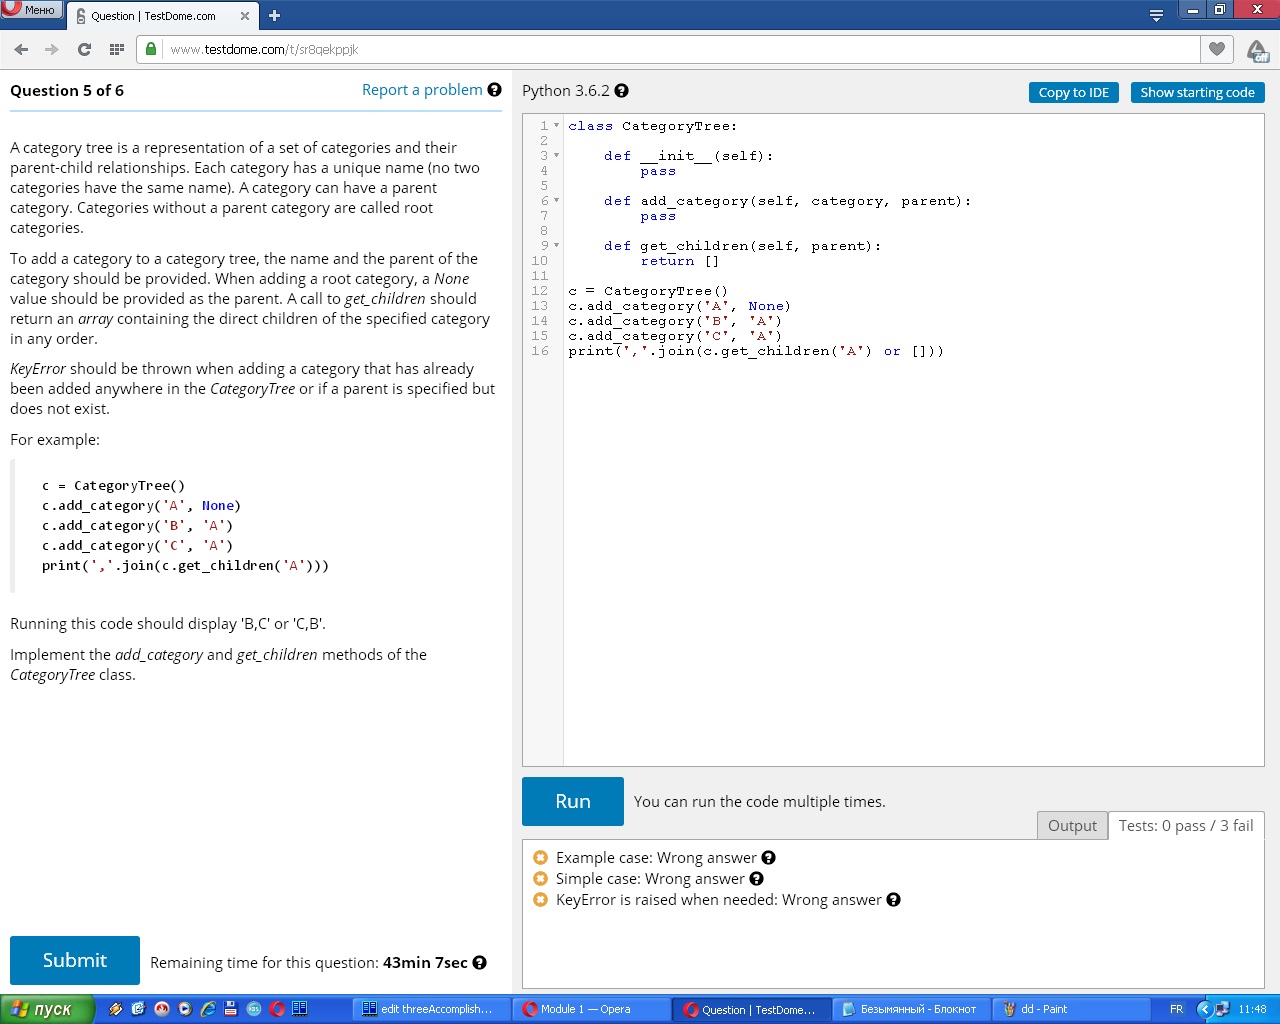 Меню
Question | TestDome.com
www.testdome.com/t/sr8qekppjk
off
Question 5 of 6
Report a problem
A category tree is a representation of a set of categories and their
parent-child relationships. Each category has a unique name (no two
categories have the same name). A category can have a parent
category. Categories without a parent category are called root
categories.
To add a category to a category tree, the name and the parent of the
category should be provided. When adding a root category, a None
value should be provided as the parent. A call to get_children should
return an array containing the direct children of the specified category
in any order.
KeyError should be thrown when adding a category that has already
been added anywhere in the CategoryTree or if a parent is specified but
does not exist.
For example:
c = CategoryTree()
c.add_category('A', None)
c.add_category('B', 'A')
c.add_category('C', 'A')
print(','.join(c.get_children('A')))
Running this code should display 'B,C' or 'C,B'.
Implement the add_category and get_children methods of the
CategoryTree class.
Submit
Remaining time for this question: 43min 7sec
Python 3.6.2
Copy to IDE
Show starting code
1 class CategoryTree:
2
3 def __init__(self):
4 pass
5
6 def add_category(self, category, parent):
7 pass
8
9 def get_children(self, parent):
10 return []
11
12 c = CategoryTree()
13 c.add_category('A', None)
14 c.add_category('B', 'A')
15 c.add_category('C', 'A')
16 print(','.join(c.get_children('A') or []))
Run
You can run the code multiple times.
Output
Tests: 0 pass / 3 fail
Example case: Wrong answer
Simple case: Wrong answer
KeyError is raised when needed: Wrong answer
пуск
edit threeAccomplish...
Module 1 — Opera
Question | TestDome...
Безымянный - Блокнот
dd - Paint
FR
11:48